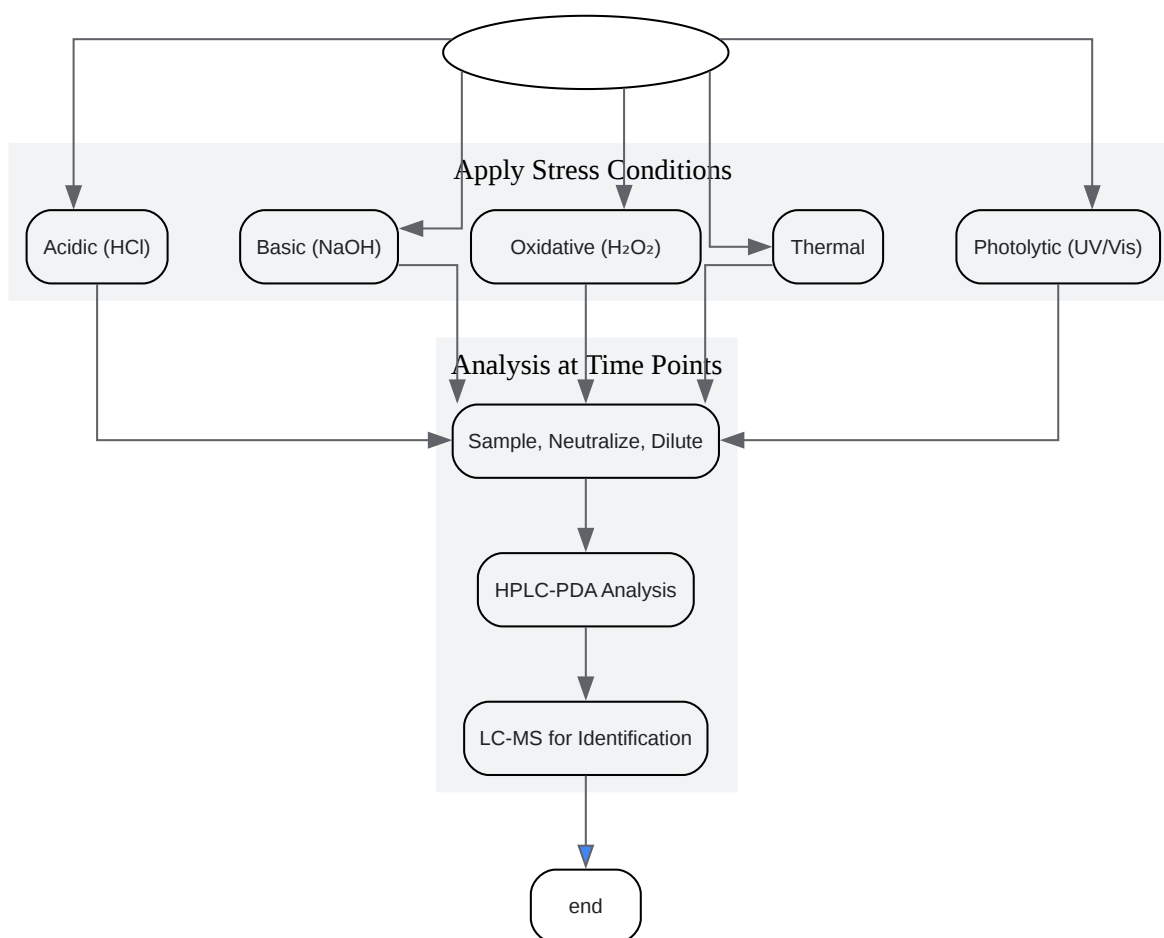 Apply Stress Conditions
Acidic (HCl)
Basic (NaOH)
Oxidative (H₂O₂)
Thermal
Photolytic (UV/Vis)
Analysis at Time Points
Sample, Neutralize, Dilute
HPLC-PDA Analysis
LC-MS for Identification
end